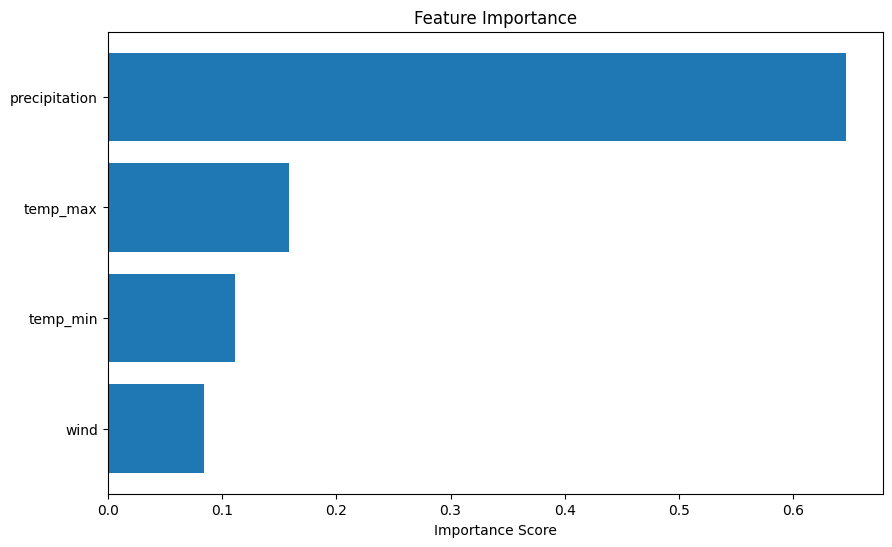 Feature Importance
precipitation
temp_max
temp_min
wind
0.0 0.1 0.2 0.3 0.4 0.5 0.6
Importance Score